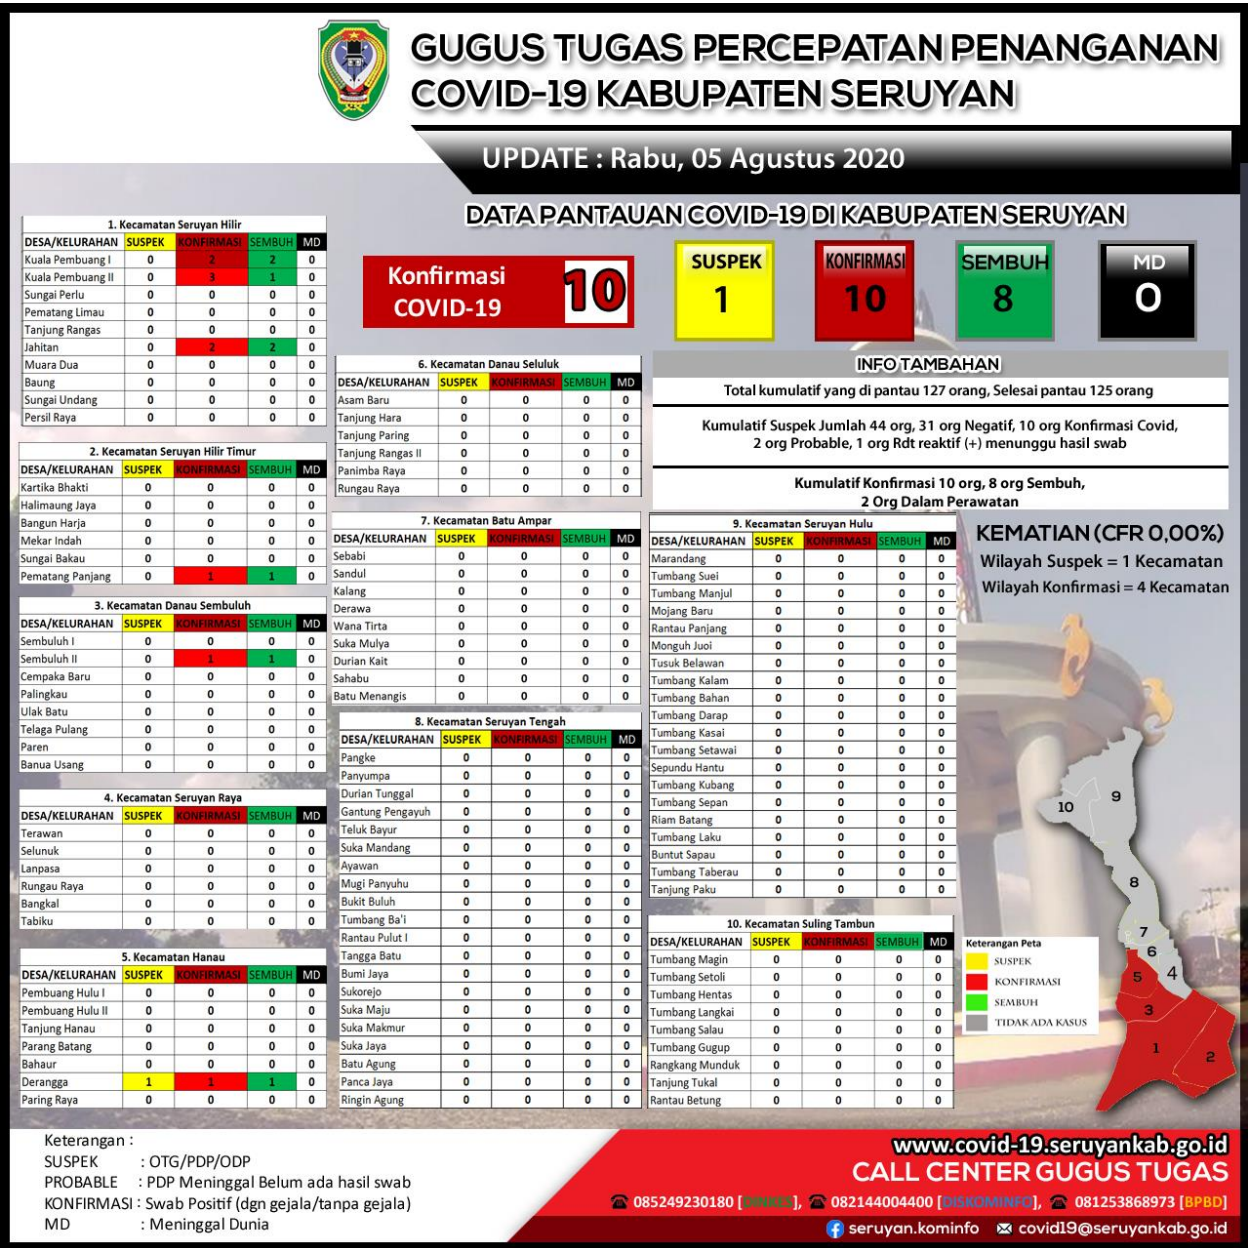 GUGUS TUGAS PERCEPATAN PENANGANAN
COVID-19 KABUPATEN SERUYAN
UPDATE : Rabu, 05 Agustus 2020
DATA PANTAUAN COVID-19 DI KABUPATEN SERUYAN
Konfirmasi
COVID-19
10
SUSPEK
1
KONFIRMASI
10
SEMBUH
8
MD
0
INFO TAMBAHAN
Total kumulatif yang di pantau 127 orang, Selesai pantau 125 orang
Kumulatif Suspek Jumlah 44 org, 31 org Negatif, 10 org Konfirmasi Covid,
2 org Probable, 1 org Rdt reaktif (+) menunggu hasil swab
Kumulatif Konfirmasi 10 org, 8 org Sembuh,
2 Org Dalam Perawatan
KEMATIAN (CFR 0,00%)
Wilayah Suspek = 1 Kecamatan
Wilayah Konfirmasi = 4 Kecamatan
1. Kecamatan Seruyan Hilir
DESA/KELURAHAN SUSPEK KONFIRMASI SEMBUH MD
Kuala Pembuang I 0 2 2 0
Kuala Pembuang II 0 3 1 0
Sungai Perlu 0 0 0 0
Pematang Limau 0 0 0 0
Tanjung Rangas 0 0 0 0
Jahitan 0 2 2 0
Muara Dua 0 0 0 0
Baung 0 0 0 0
Sungai Undang 0 0 0 0
Persil Raya 0 0 0 0
2. Kecamatan Seruyan Hilir Timur
DESA/KELURAHAN SUSPEK KONFIRMASI SEMBUH MD
Kartika Bhakti 0 0 0 0
Halimaung Jaya 0 0 0 0
Bangun Harja 0 0 0 0
Mekar Indah 0 0 0 0
Sungai Bakau 0 0 0 0
Pematang Panjang 0 1 1 0
3. Kecamatan Danau Sembuluh
DESA/KELURAHAN SUSPEK KONFIRMASI SEMBUH MD
Sembuluh I 0 0 0 0
Sembuluh II 0 1 1 0
Cempaka Baru 0 0 0 0
Palingkau 0 0 0 0
Ulak Batu 0 0 0 0
Telaga Pulang 0 0 0 0
Paren 0 0 0 0
Banua Usang 0 0 0 0
4. Kecamatan Seruyan Raya
DESA/KELURAHAN SUSPEK KONFIRMASI SEMBUH MD
Terawan 0 0 0 0
Selunuk 0 0 0 0
Lanpasa 0 0 0 0
Rungau Raya 0 0 0 0
Bangkal 0 0 0 0
Tabiku 0 0 0 0
5. Kecamatan Hanau
DESA/KELURAHAN SUSPEK KONFIRMASI SEMBUH MD
Pembuang Hulu I 0 0 0 0
Pembuang Hulu II 0 0 0 0
Tanjung Hanau 0 0 0 0
Parang Batang 0 0 0 0
Bahaur 0 0 0 0
Derangga 1 1 1 0
Paring Raya 0 0 0 0
6. Kecamatan Danau Seluluk
DESA/KELURAHAN SUSPEK KONFIRMASI SEMBUH MD
Asam Baru 0 0 0 0
Tanjung Hara 0 0 0 0
Tanjung Paring 0 0 0 0
Tanjung Rangas II 0 0 0 0
Panimba Raya 0 0 0 0
Rungau Raya 0 0 0 0
7. Kecamatan Batu Ampar
DESA/KELURAHAN SUSPEK KONFIRMASI SEMBUH MD
Sebabi 0 0 0 0
Sandul 0 0 0 0
Kalang 0 0 0 0
Derawa 0 0 0 0
Wana Tirta 0 0 0 0
Suka Mulya 0 0 0 0
Durian Kait 0 0 0 0
Sahabu 0 0 0 0
Batu Menangis 0 0 0 0
8. Kecamatan Seruyan Tengah
DESA/KELURAHAN SUSPEK KONFIRMASI SEMBUH MD
Pangke 0 0 0 0
Panyumpa 0 0 0 0
Durian Tunggal 0 0 0 0
Gantung Pengayuh 0 0 0 0
Teluk Bayur 0 0 0 0
Suka Mandang 0 0 0 0
Ayawan 0 0 0 0
Mugi Panyuhu 0 0 0 0
Bukit Buluh 0 0 0 0
Tumbang Ba'i 0 0 0 0
Rantau Pulut I 0 0 0 0
Tangga Batu 0 0 0 0
Bumi Jaya 0 0 0 0
Sukorejo 0 0 0 0
Suka Maju 0 0 0 0
Suka Makmur 0 0 0 0
Suka Jaya 0 0 0 0
Batu Agung 0 0 0 0
Panca Jaya 0 0 0 0
Ringin Agung 0 0 0 0
9. Kecamatan Seruyan Hulu
DESA/KELURAHAN SUSPEK KONFIRMASI SEMBUH MD
Marandang 0 0 0 0
Tumbang Suei 0 0 0 0
Tumbang Manjul 0 0 0 0
Mojang Baru 0 0 0 0
Rantau Panjang 0 0 0 0
Monguh Juoi 0 0 0 0
Tusuk Belawan 0 0 0 0
Tumbang Kalam 0 0 0 0
Tumbang Bahan 0 0 0 0
Tumbang Darap 0 0 0 0
Tumbang Kasai 0 0 0 0
Tumbang Setawai 0 0 0 0
Sepundu Hantu 0 0 0 0
Tumbang Kubang 0 0 0 0
Tumbang Sepan 0 0 0 0
Riam Batang 0 0 0 0
Tumbang Laku 0 0 0 0
Buntut Sapau 0 0 0 0
Tumbang Taberau 0 0 0 0
Tanjung Paku 0 0 0 0
10. Kecamatan Suling Tambun
DESA/KELURAHAN SUSPEK KONFIRMASI SEMBUH MD
Tumbang Magin 0 0 0 0
Tumbang Setoli 0 0 0 0
Tumbang Hentas 0 0 0 0
Tumbang Langkai 0 0 0 0
Tumbang Salau 0 0 0 0
Tumbang Gugup 0 0 0 0
Rangkang Munduk 0 0 0 0
Tanjung Tukal 0 0 0 0
Rantau Betung 0 0 0 0
Keterangan Peta
SUSPEK
KONFIRMASI
SEMBUH
TIDAK ADA KASUS
10
9
8
7
6
5
4
3
1
2
Keterangan :
SUSPEK : OTG/PDP/ODP
PROBABLE : PDP Meninggal Belum ada hasil swab
KONFIRMASI : Swab Positif (dgn gejala/tanpa gejala)
MD : Meninggal Dunia
www.covid-19.seruyankab.go.id
CALL CENTER GUGUS TUGAS
085249230180 [DINKES], 082144004400 [DISKOMINFO], 081253868973 [BPBD]
seruyan.kominfo covid19@seruyankab.go.id